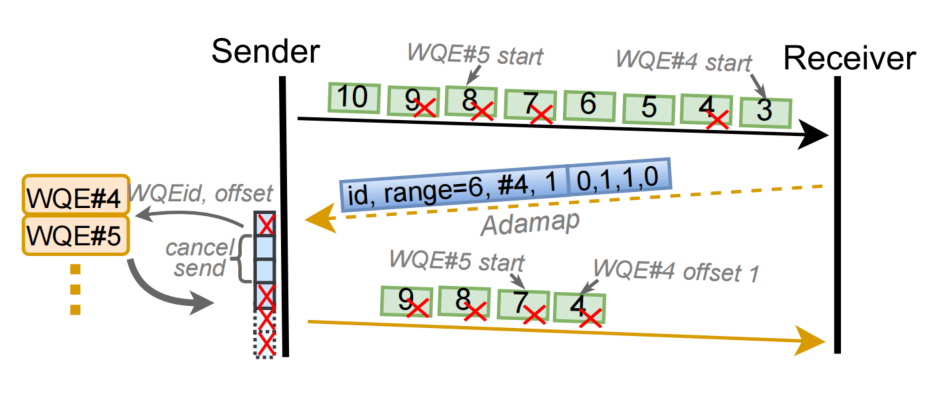 Sender
Receiver
WQE#5 start
WQE#4 start
10 9 8 7 6 5 4 3
id, range=6, #4, 1 0,1,1,0
Adamap
WQE#4
WQE#5
WQEid, offset
cancel
send
WQE#5 start
WQE#4 offset 1
9 8 7 4